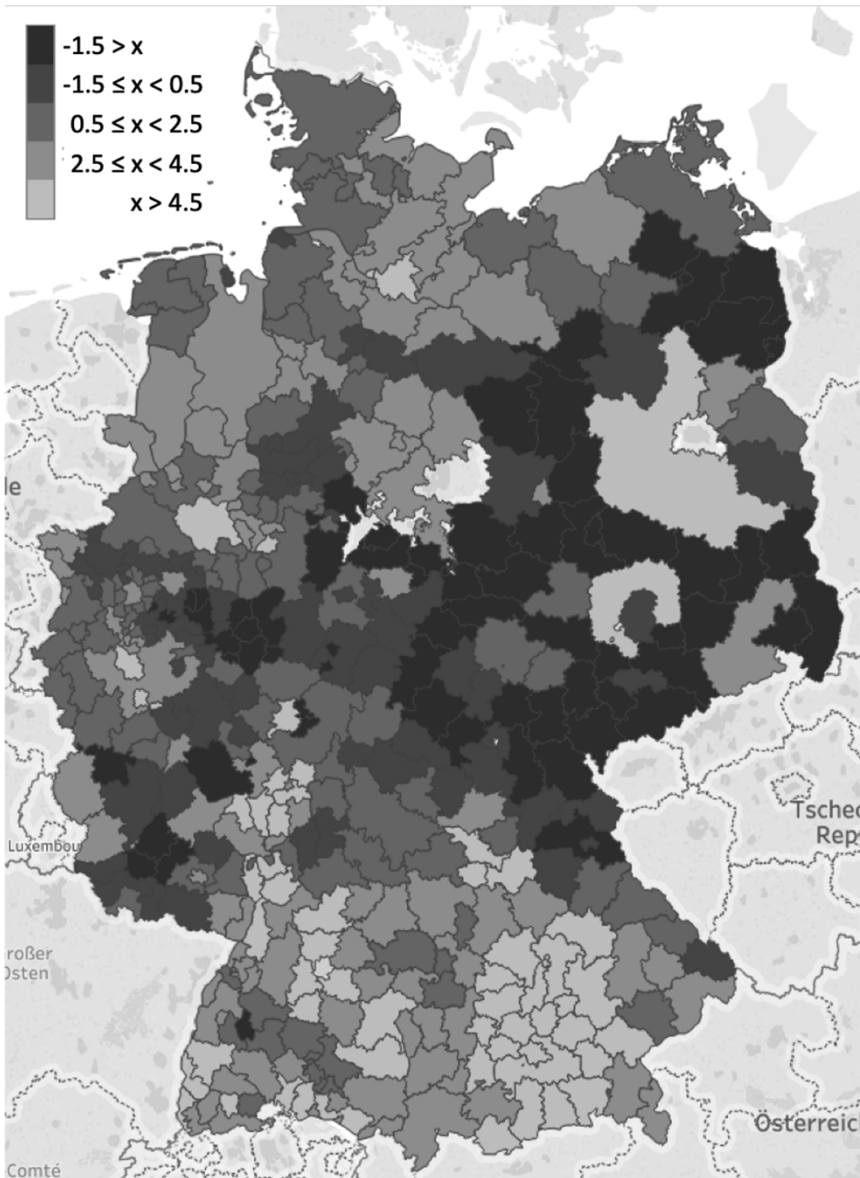 -1.5 > x
-1.5 ≤ x < 0.5
0.5 ≤ x < 2.5
2.5 ≤ x < 4.5
x > 4.5
le
Tschec
Rep
Luxembou
roßer
Osten
Österreic
Comté